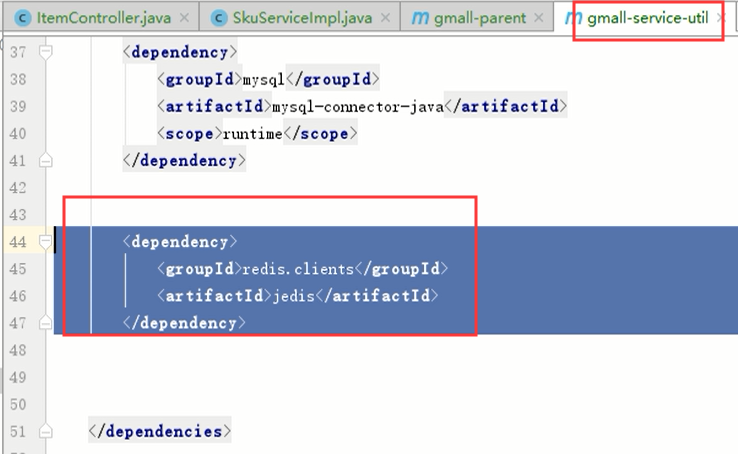 ItemController.java × SkuServiceImpl.java × gmall-parent × gmall-service-util ×
37 <dependency>
38 <groupId>mysql</groupId>
39 <artifactId>mysql-connector-java</artifactId>
40 <scope>runtime</scope>
41 </dependency>
42
43
44 <dependency>
45 <groupId>redis.clients</groupId>
46 <artifactId>jedis</artifactId>
47 </dependency>
48
49
50
51 </dependencies>